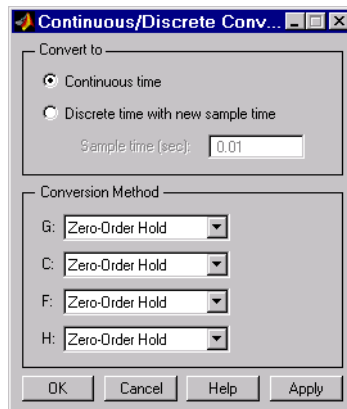 Continuous/Discrete Conv...
Convert to
Continuous time
Discrete time with new sample time
Sample time (sec): 0.01
Conversion Method
G: Zero-Order Hold
C: Zero-Order Hold
F: Zero-Order Hold
H: Zero-Order Hold
OK Cancel Help Apply